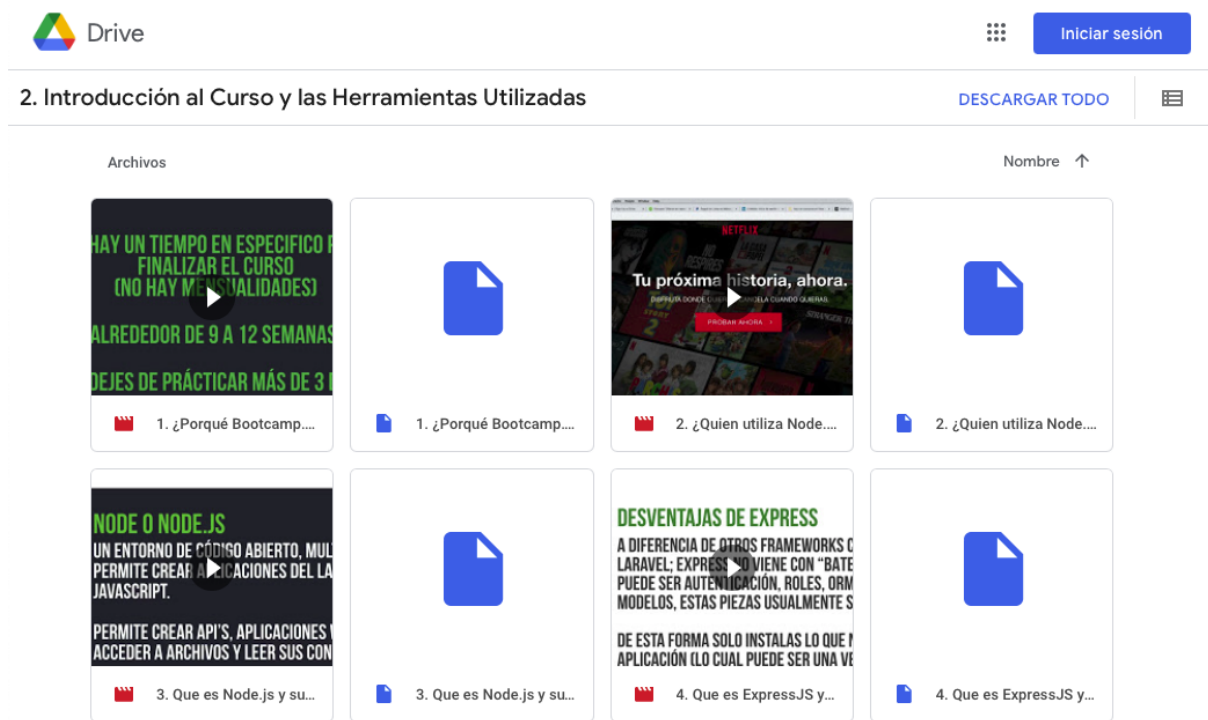 Drive
Iniciar sesión
2. Introducción al Curso y las Herramientas Utilizadas
DESCARGAR TODO
Archivos
Nombre
HAY UN TIEMPO EN ESPECIFICO
FINALIZAR EL CURSO
(NO HAY MENSUALIDADES)
ALREDEDOR DE 9 A 12 SEMANAS
DEJES DE PRÁCTICAR MÁS DE 3
NETFLIX
Tu próxima historia, ahora.
DISFRUTA DONDE QUIERAS. CANCELA CUANDO QUIERAS.
PROBAR AHORA
1. ¿Porqué Bootcamp....
1. ¿Porqué Bootcamp....
2. ¿Quien utiliza Node....
2. ¿Quien utiliza Node....
NODE O NODE.JS
UN ENTORNO DE CÓDIGO ABIERTO, MUL
PERMITE CREAR APLICACIONES DEL LA
JAVASCRIPT.
PERMITE CREAR API'S, APLICACIONES
ACCEDER A ARCHIVOS Y LEER SUS CON
DESVENTAJAS DE EXPRESS
A DIFERENCIA DE OTROS FRAMEWORKS C
LARAVEL; EXPRESS NO VIENE CON “BATE
PUEDE SER AUTENTICACIÓN, ROLES, ORM
MODELOS, ESTAS PIEZAS USUALMENTE S
DE ESTA FORMA SOLO INSTALAS LO QUE
APLICACIÓN (LO CUAL PUEDE SER UNA VE
3. Que es Node.js y su...
3. Que es Node.js y su...
4. Que es ExpressJS y...
4. Que es ExpressJS y...